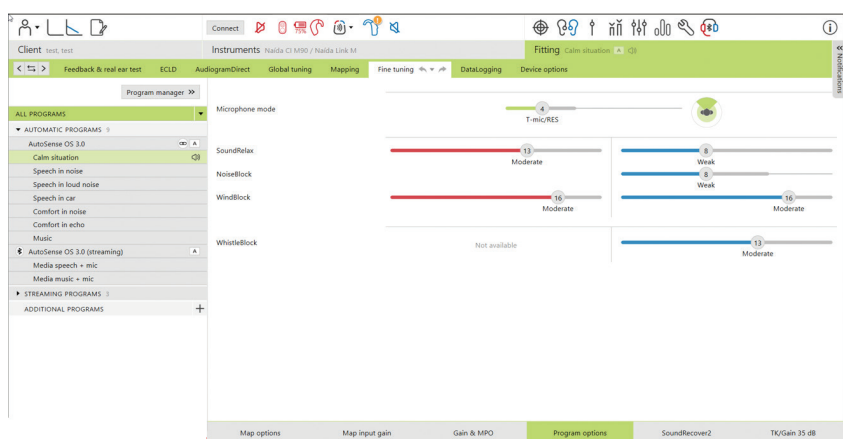 Connect
75%
1
Client test, test
Instruments Naída CI M90 / Naída Link M
Fitting Calm situation A
Notifications
Feedback & real ear test ECLD AudiogramDirect Global tuning Mapping Fine tuning DataLogging Device options
Program manager
ALL PROGRAMS
AUTOMATIC PROGRAMS 9
AutoSense OS 3.0 A
Calm situation
Speech in noise
Speech in loud noise
Speech in car
Comfort in noise
Comfort in echo
Music
AutoSense OS 3.0 (streaming) A
Media speech + mic
Media music + mic
STREAMING PROGRAMS
ADDITIONAL PROGRAMS
Microphone mode 4
T-mic/RES
SoundRelax 13 8
Moderate Weak
NoiseBlock 8
Weak
WindBlock 16 16
Moderate Moderate
WhistleBlock Not available 13
Moderate
Map options Map input gain Gain & MPO Program options SoundRecover2 TK/Gain 35 dB